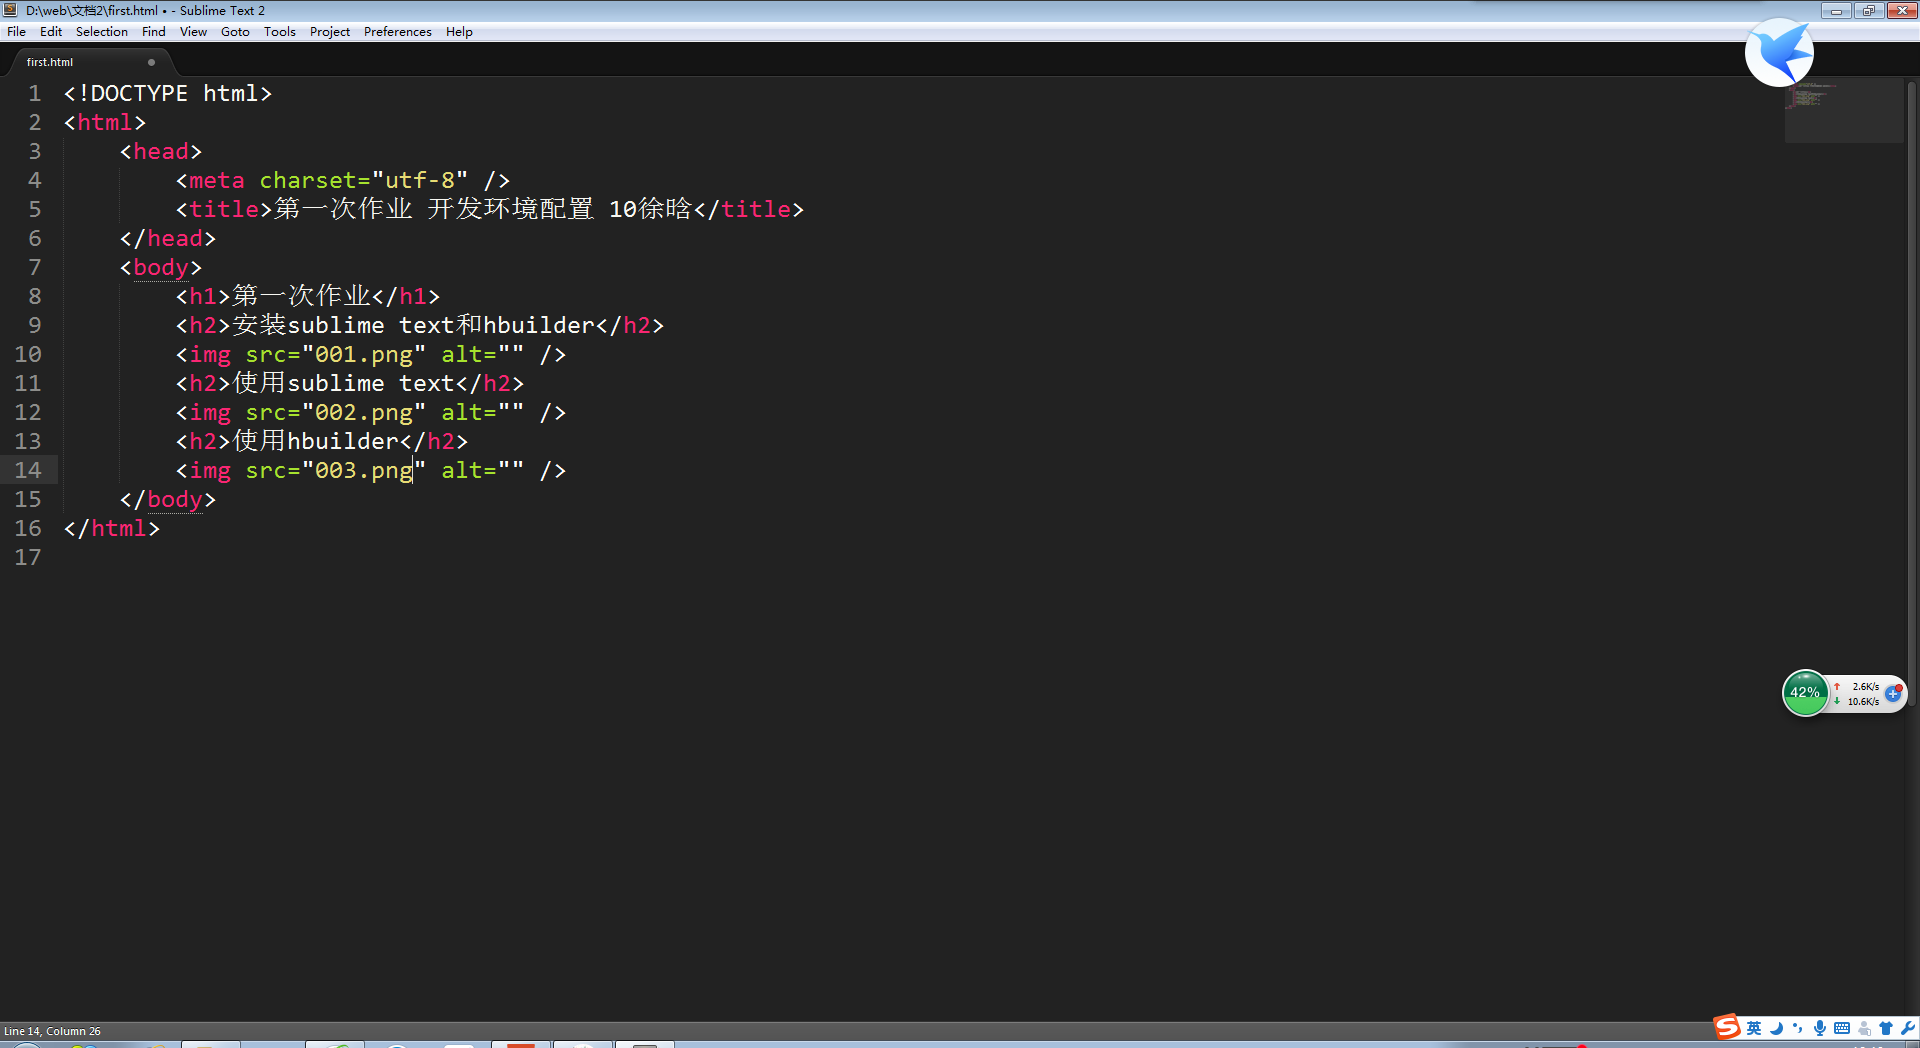 D:\web\文档2\first.html • - Sublime Text 2
File Edit Selection Find View Goto Tools Project Preferences Help
first.html
1 <!DOCTYPE html>
2 <html>
3 <head>
4 <meta charset="utf-8" />
5 <title>第一次作业 开发环境配置 10徐晗</title>
6 </head>
7 <body>
8 <h1>第一次作业</h1>
9 <h2>安装sublime text和hbuilder</h2>
10 <img src="001.png" alt="" />
11 <h2>使用sublime text</h2>
12 <img src="002.png" alt="" />
13 <h2>使用hbuilder</h2>
14 <img src="003.png" alt="" />
15 </body>
16 </html>
17
42%
2.6K/s
10.6K/s
Line 14, Column 26
英